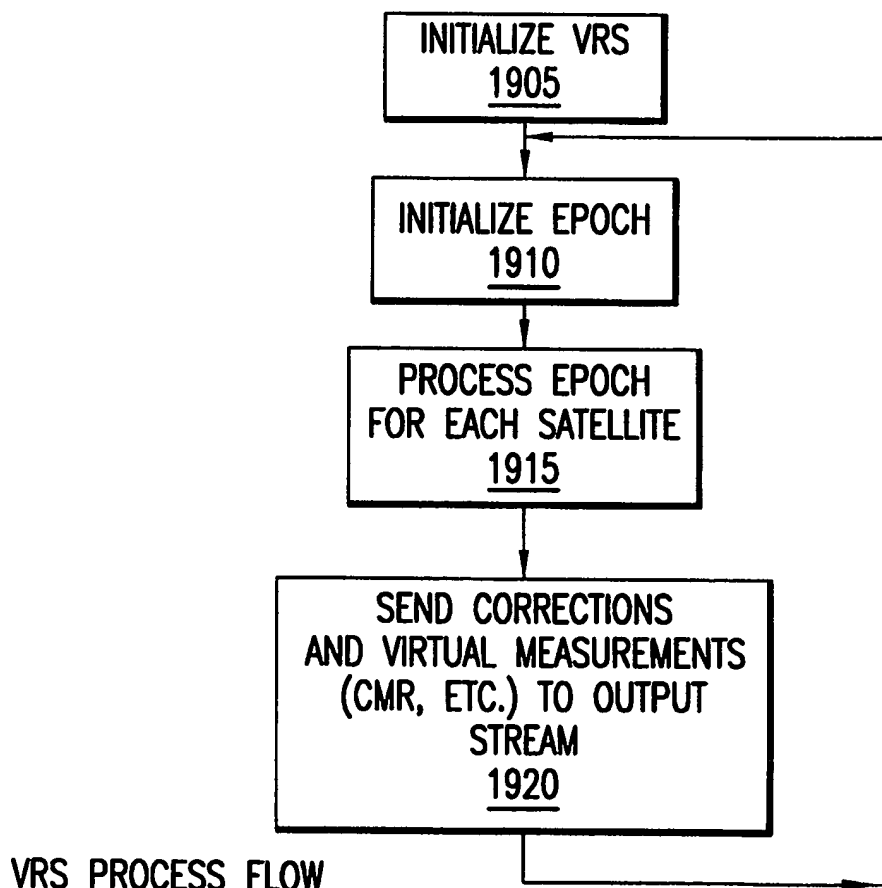 INITIALIZE VRS
1905
INITIALIZE EPOCH
1910
PROCESS EPOCH
FOR EACH SATELLITE
1915
SEND CORRECTIONS
AND VIRTUAL MEASUREMENTS
(CMR, ETC.) TO OUTPUT
STREAM
1920
VRS PROCESS FLOW